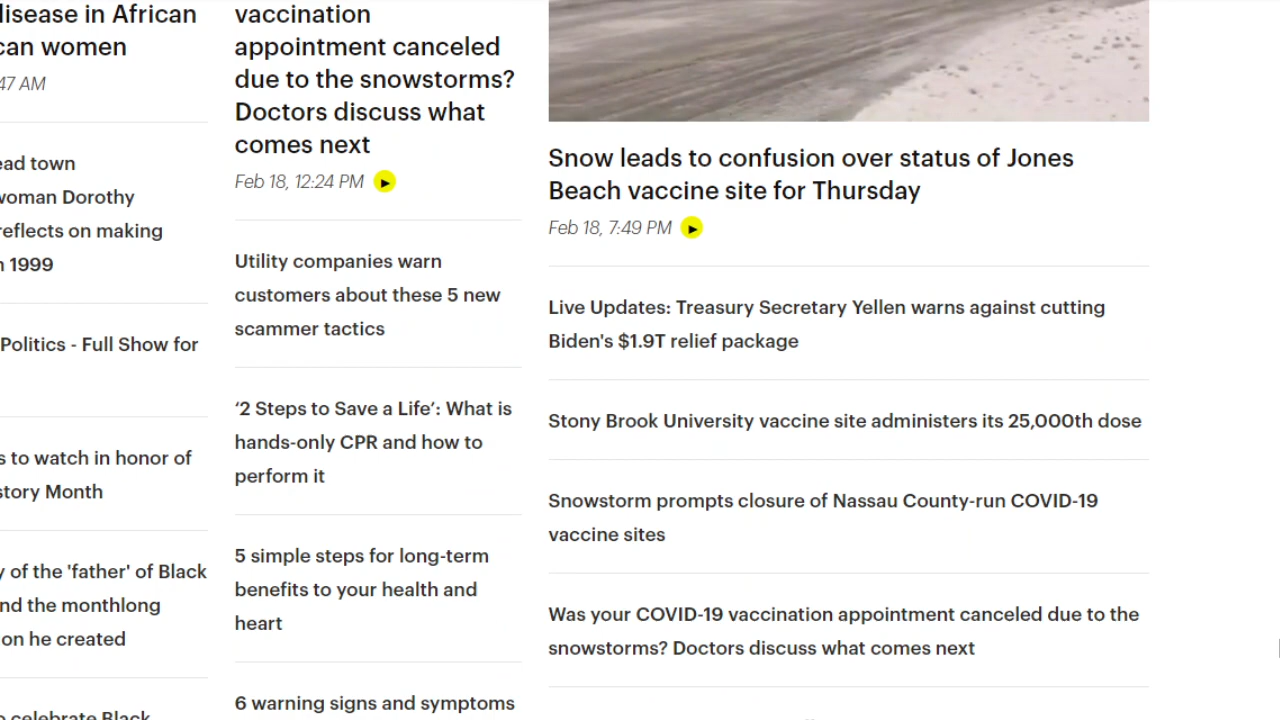 disease in African
can women
47 AM
ead town
woman Dorothy
reflects on making
n 1999
Politics - Full Show for
s to watch in honor of
story Month
y of the 'father' of Black
nd the monthlong
on he created
o celebrate Black
vaccination
appointment canceled
due to the snowstorms?
Doctors discuss what
comes next
Feb 18, 12:24 PM
Utility companies warn
customers about these 5 new
scammer tactics
‘2 Steps to Save a Life’: What is
hands-only CPR and how to
perform it
5 simple steps for long-term
benefits to your health and
heart
6 warning signs and symptoms
Snow leads to confusion over status of Jones
Beach vaccine site for Thursday
Feb 18, 7:49 PM
Live Updates: Treasury Secretary Yellen warns against cutting
Biden's $1.9T relief package
Stony Brook University vaccine site administers its 25,000th dose
Snowstorm prompts closure of Nassau County-run COVID-19
vaccine sites
Was your COVID-19 vaccination appointment canceled due to the
snowstorms? Doctors discuss what comes next